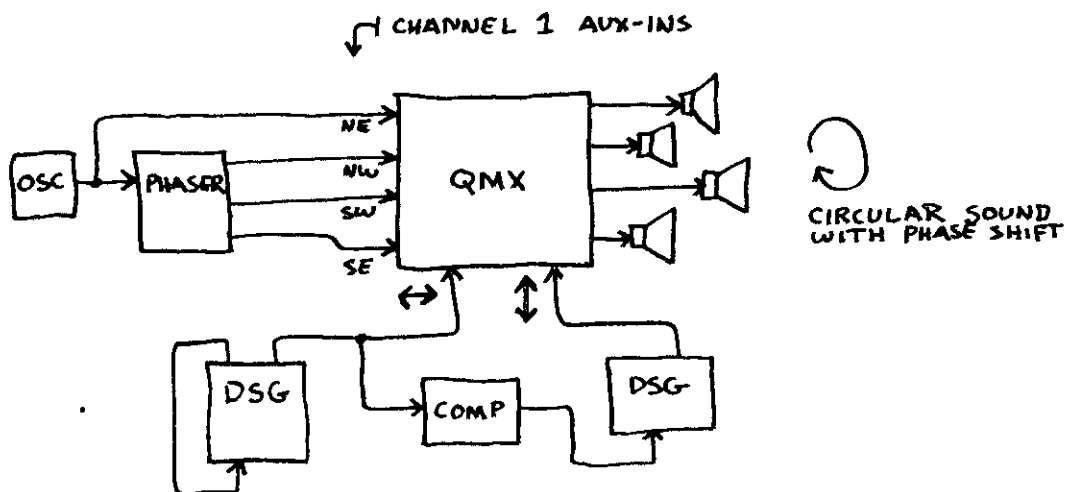 CHANNEL 1 AUX-INS
NE
OSC
PHASER
NW
QMX
SW
SE
CIRCULAR SOUND
WITH PHASE SHIFT
DSG
COMP
DSG